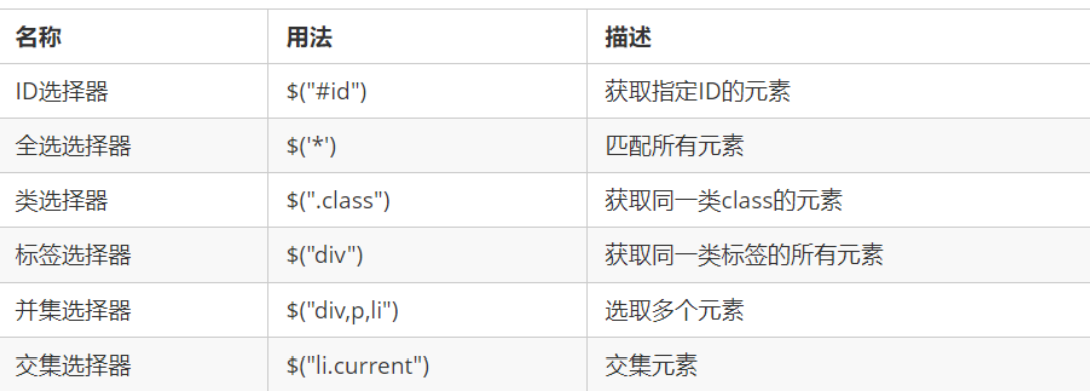 名称 用法 描述
ID选择器 $("#id") 获取指定ID的元素
全选选择器 $('*') 匹配所有元素
类选择器 $(".class") 获取同一类class的元素
标签选择器 $("div") 获取同一类标签的所有元素
并集选择器 $("div,p,li") 选取多个元素
交集选择器 $("li.current") 交集元素